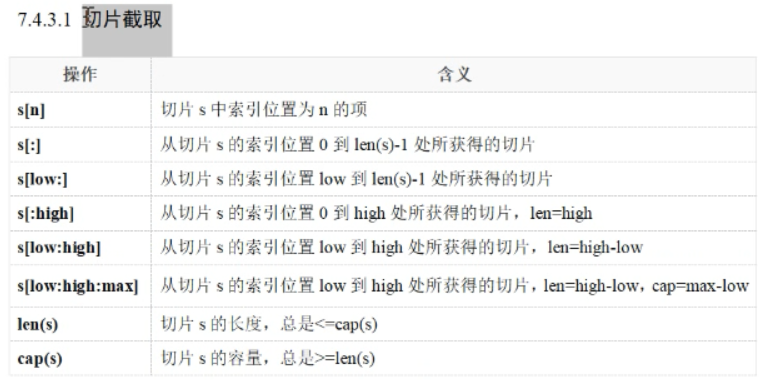 7.4.3.1 切片截取
操作 含义
s[n] 切片 s 中索引位置为 n 的项
s[:] 从切片 s 的索引位置 0 到 len(s)-1 处所获得的切片
s[low:] 从切片 s 的索引位置 low 到 len(s)-1 处所获得的切片
s[:high] 从切片 s 的索引位置 0 到 high 处所获得的切片，len=high
s[low:high] 从切片 s 的索引位置 low 到 high 处所获得的切片，len=high-low
s[low:high:max] 从切片 s 的索引位置 low 到 high 处所获得的切片，len=high-low，cap=max-low
len(s) 切片 s 的长度，总是<=cap(s)
cap(s) 切片 s 的容量，总是>=len(s)